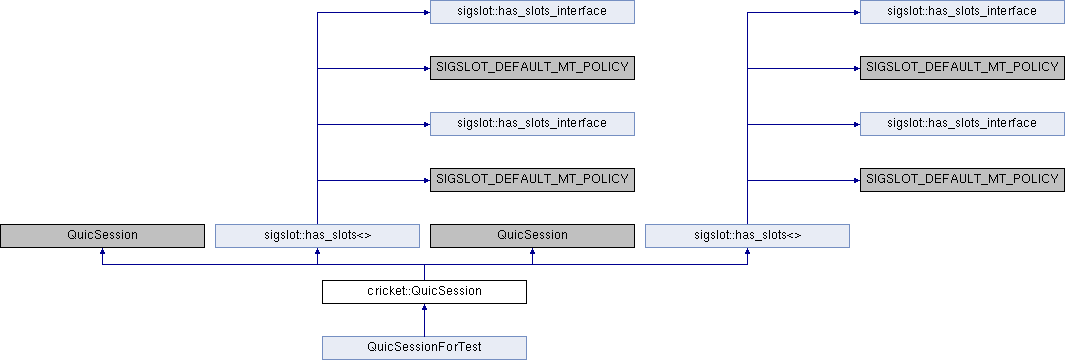 sigslot::has_slots_interface
sigslot::has_slots_interface
SIGSLOT_DEFAULT_MT_POLICY
SIGSLOT_DEFAULT_MT_POLICY
sigslot::has_slots_interface
sigslot::has_slots_interface
SIGSLOT_DEFAULT_MT_POLICY
SIGSLOT_DEFAULT_MT_POLICY
QuicSession
sigslot::has_slots<>
QuicSession
sigslot::has_slots<>
cricket::QuicSession
QuicSessionForTest